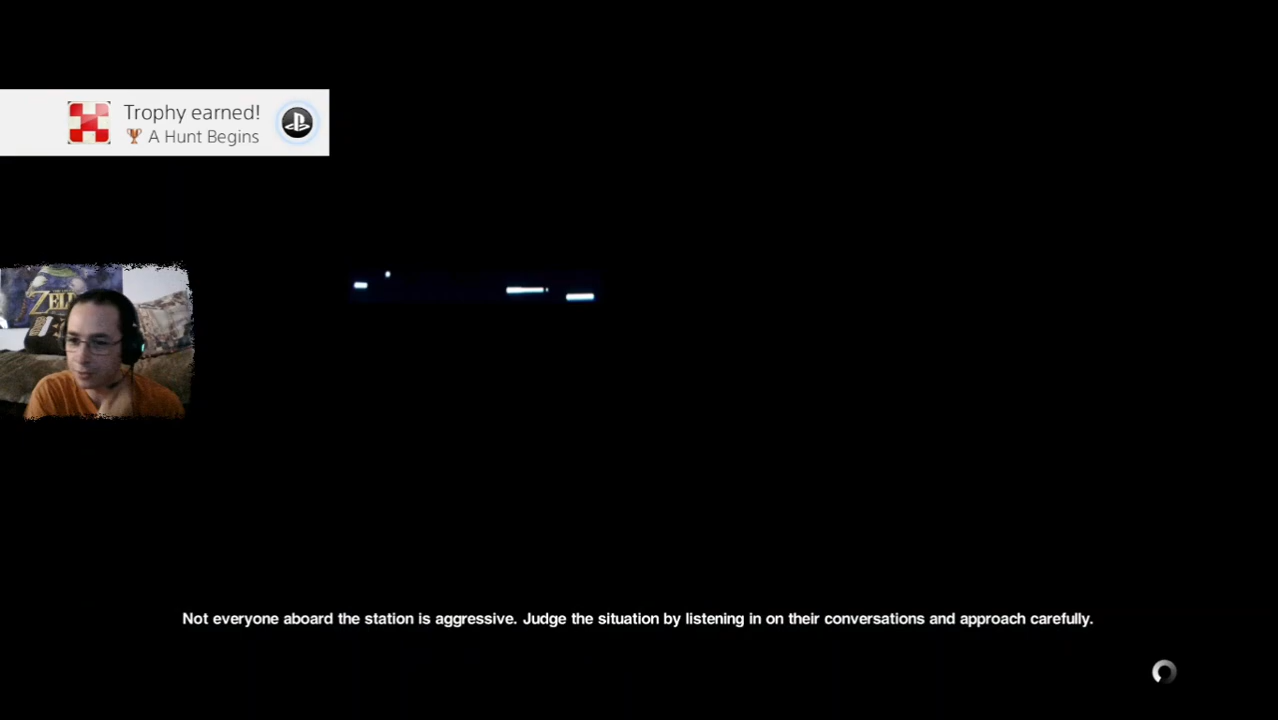 Trophy earned!
A Hunt Begins
ZELD
Not everyone aboard the station is aggressive. Judge the situation by listening in on their conversations and approach carefully.